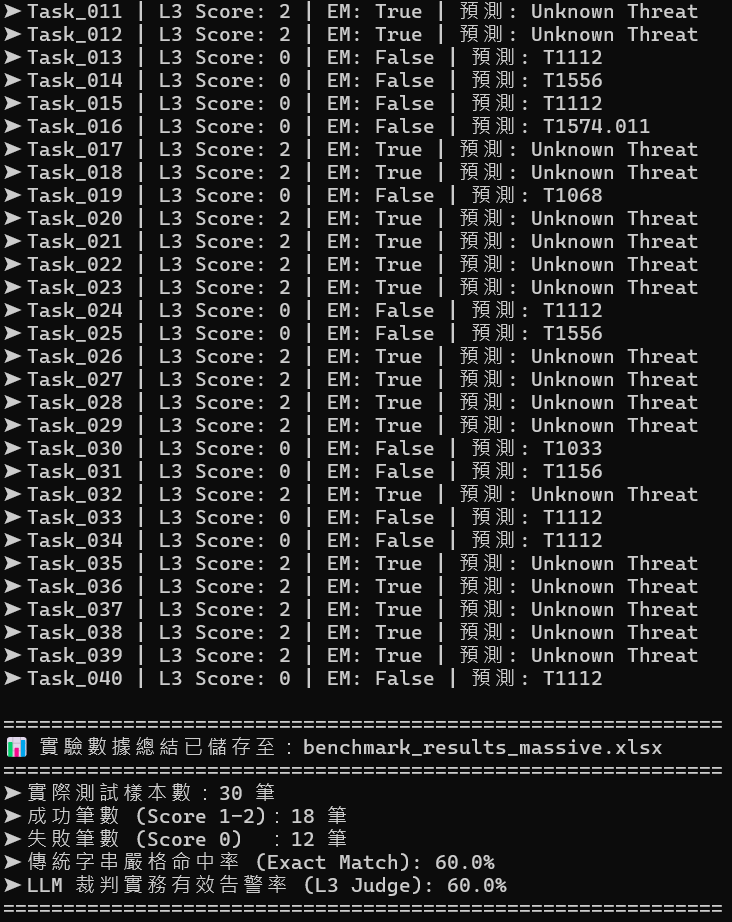 ➤ Task_011 | L3 Score: 2 | EM: True | 預測: Unknown Threat
➤ Task_012 | L3 Score: 2 | EM: True | 預測: Unknown Threat
➤ Task_013 | L3 Score: 0 | EM: False | 預測: T1112
➤ Task_014 | L3 Score: 0 | EM: False | 預測: T1556
➤ Task_015 | L3 Score: 0 | EM: False | 預測: T1112
➤ Task_016 | L3 Score: 0 | EM: False | 預測: T1574.011
➤ Task_017 | L3 Score: 2 | EM: True | 預測: Unknown Threat
➤ Task_018 | L3 Score: 2 | EM: True | 預測: Unknown Threat
➤ Task_019 | L3 Score: 0 | EM: False | 預測: T1068
➤ Task_020 | L3 Score: 2 | EM: True | 預測: Unknown Threat
➤ Task_021 | L3 Score: 2 | EM: True | 預測: Unknown Threat
➤ Task_022 | L3 Score: 2 | EM: True | 預測: Unknown Threat
➤ Task_023 | L3 Score: 2 | EM: True | 預測: Unknown Threat
➤ Task_024 | L3 Score: 0 | EM: False | 預測: T1112
➤ Task_025 | L3 Score: 0 | EM: False | 預測: T1556
➤ Task_026 | L3 Score: 2 | EM: True | 預測: Unknown Threat
➤ Task_027 | L3 Score: 2 | EM: True | 預測: Unknown Threat
➤ Task_028 | L3 Score: 2 | EM: True | 預測: Unknown Threat
➤ Task_029 | L3 Score: 2 | EM: True | 預測: Unknown Threat
➤ Task_030 | L3 Score: 0 | EM: False | 預測: T1033
➤ Task_031 | L3 Score: 0 | EM: False | 預測: T1156
➤ Task_032 | L3 Score: 2 | EM: True | 預測: Unknown Threat
➤ Task_033 | L3 Score: 0 | EM: False | 預測: T1112
➤ Task_034 | L3 Score: 0 | EM: False | 預測: T1112
➤ Task_035 | L3 Score: 2 | EM: True | 預測: Unknown Threat
➤ Task_036 | L3 Score: 2 | EM: True | 預測: Unknown Threat
➤ Task_037 | L3 Score: 2 | EM: True | 預測: Unknown Threat
➤ Task_038 | L3 Score: 2 | EM: True | 預測: Unknown Threat
➤ Task_039 | L3 Score: 2 | EM: True | 預測: Unknown Threat
➤ Task_040 | L3 Score: 0 | EM: False | 預測: T1112
============================================================
📊 實驗數據總結已儲存至：benchmark_results_massive.xlsx
============================================================
➤ 實際測試樣本數：30 筆
➤ 成功筆數 (Score 1-2)：18 筆
➤ 失敗筆數 (Score 0)  ：12 筆
➤ 傳統字串嚴格命中率 (Exact Match): 60.0%
➤ LLM 裁判實務有效告警率 (L3 Judge): 60.0%
============================================================